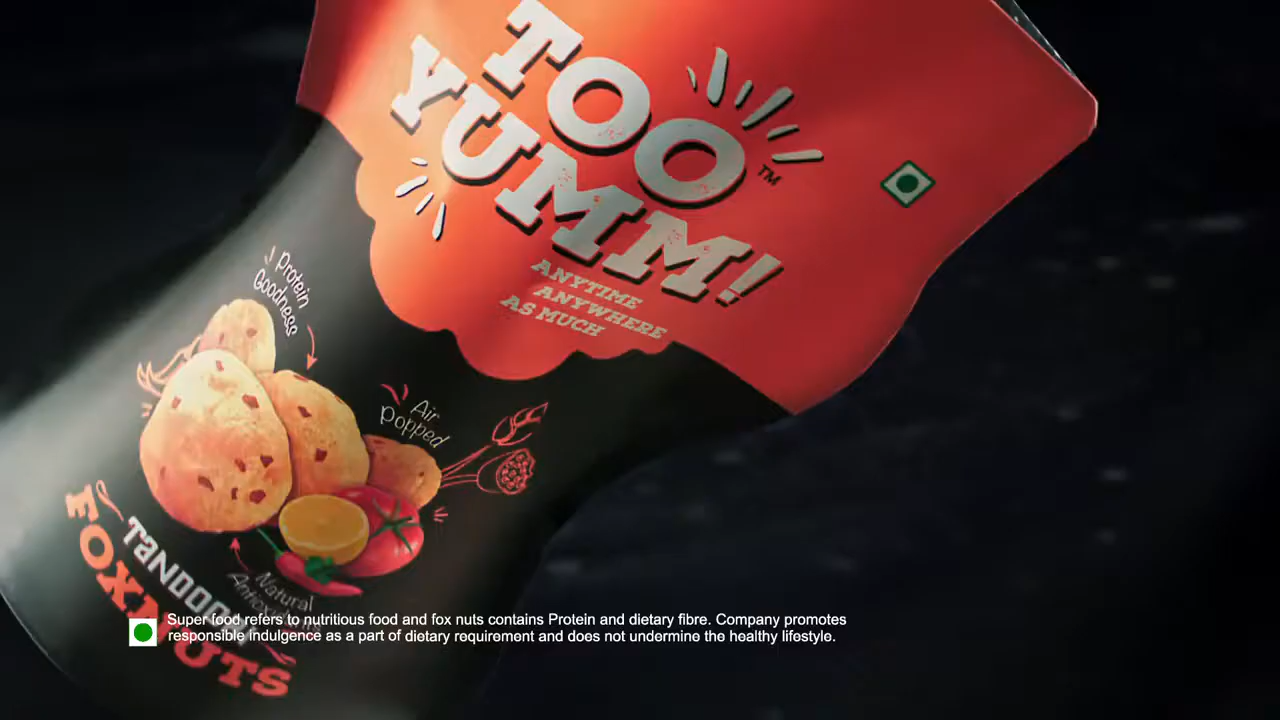 TOO
YUMM!
TM
ANYTIME
ANYWHERE
AS MUCH
Protein
Goodness
Air
Popped
Natural
TANDOORI
FOXNUTS
Super food refers to nutritious food and fox nuts contains Protein and dietary fibre. Company promotes
responsible indulgence as a part of dietary requirement and does not undermine the healthy lifestyle.